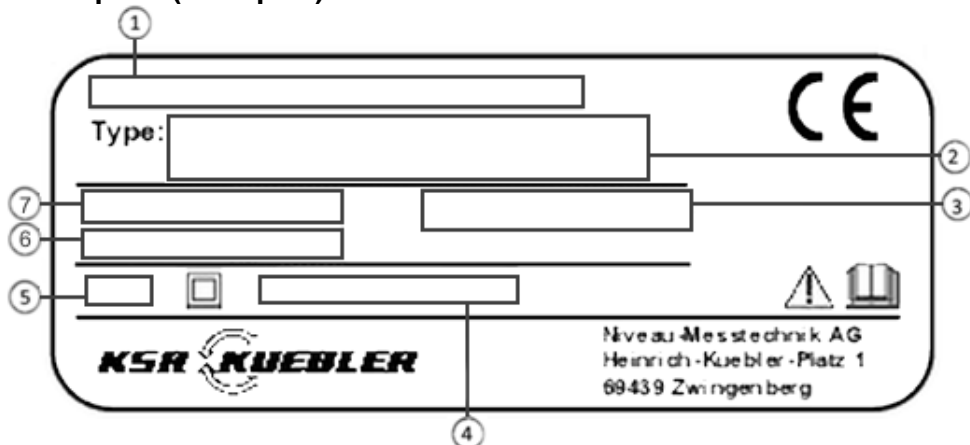 1
CE
Type:
2
7
3
6
5
KSR KUEBLER
Niveau-Messtechnik AG
Heinrich-Kuebler-Platz 1
69439 Zwingenberg
4